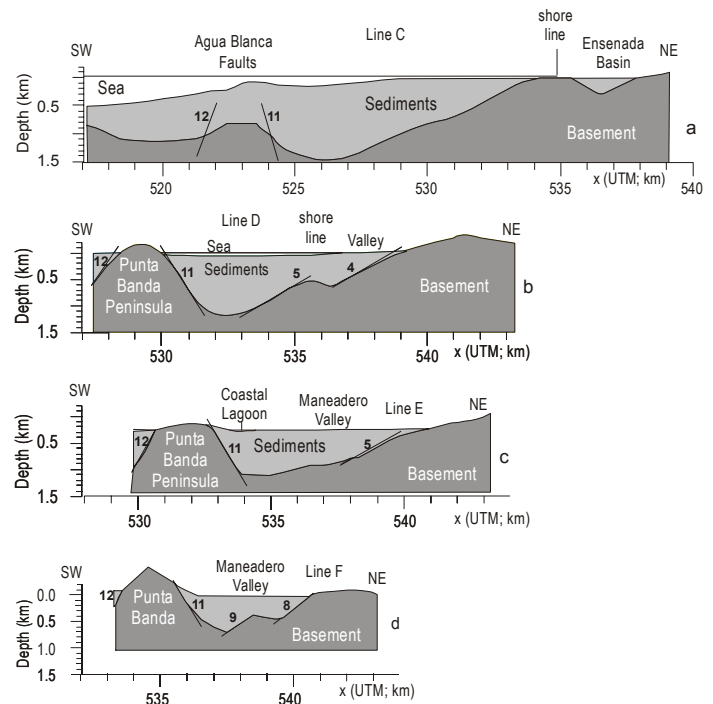 shore
line
Line C
Agua Blanca
Faults
Ensenada
Basin
SW
NE
Sea
Sediments
Basement
12
11
a
Depth (km)
0.5
1.5
520
525
530
535
540
x (UTM; km)
SW
Line D
shore
line
Valley
NE
Sea
Sediments
12
Punta
Banda
Peninsula
11
5
4
Basement
b
Depth (km)
0.5
1.5
530
535
540
x (UTM; km)
SW
Coastal
Lagoon
Maneadero
Valley
Line E
NE
12
Punta
Banda
Peninsula
11
Sediments
5
Basement
c
Depth (km)
0.5
1.5
530
535
540
x (UTM; km)
SW
Maneadero
Valley
Line F
NE
12
Punta
Banda
11
9
8
Basement
d
Depth (km)
0.0
0.5
1.0
1.5
535
540
x (UTM; km)